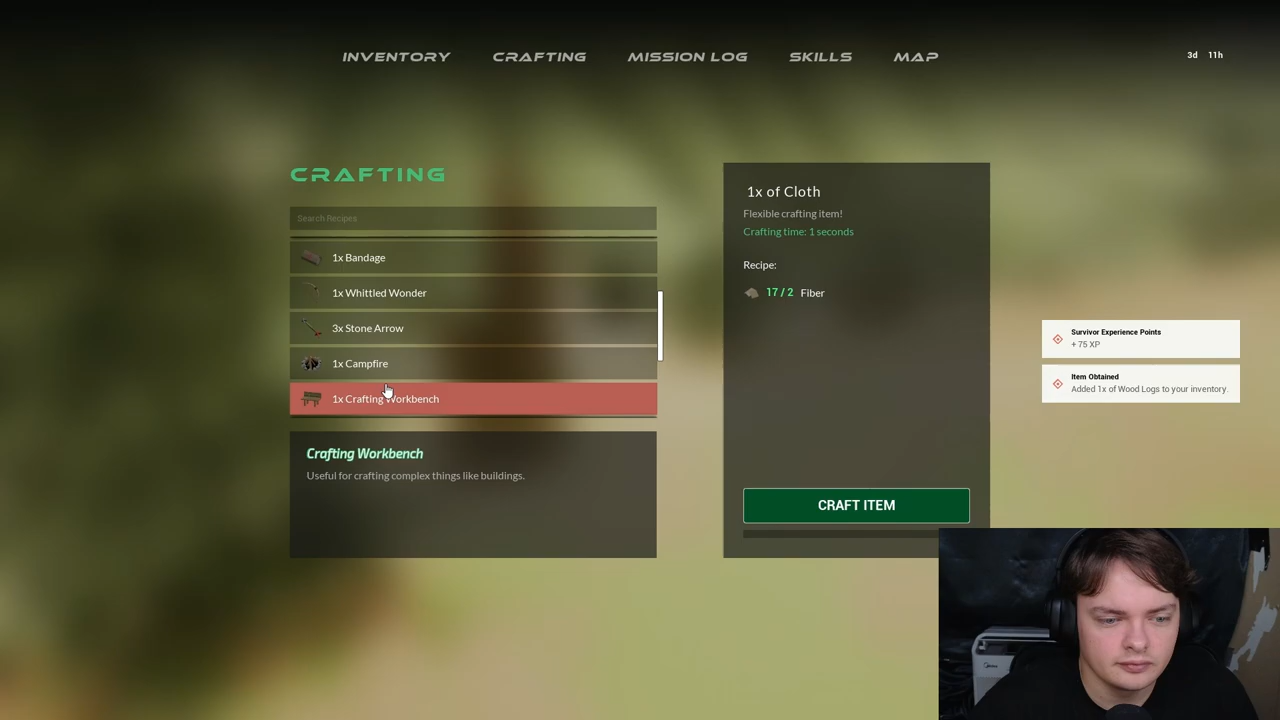 INVENTORY
CRAFTING
MISSION LOG
SKILLS
MAP
3d 11h
CRAFTING
Search Recipes
1x Bandage
1x Whittled Wonder
3x Stone Arrow
1x Campfire
1x Crafting Workbench
Crafting Workbench
Useful for crafting complex things like buildings.
1x of Cloth
Flexible crafting item!
Crafting time: 1 seconds
Recipe:
17 / 2 Fiber
CRAFT ITEM
Survivor Experience Points
+ 75 XP
Item Obtained
Added 1x of Wood Logs to your inventory.